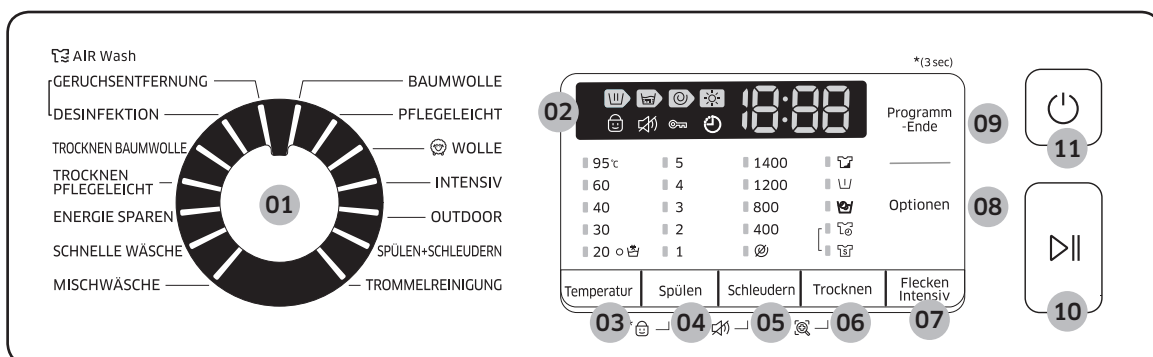 AIR Wash
GERUCHSENTFERNUNG
DESINFEKTION
TROCKNEN BAUMWOLLE
TROCKNEN
PFLEGELEICHT
ENERGIE SPAREN
SCHNELLE WÄSCHE
MISCHWÄSCHE
01
BAUMWOLLE
PFLEGELEICHT
WOLLE
INTENSIV
OUTDOOR
SPÜLEN+SCHLEUDERN
TROMMELREINIGUNG
*(3 sec)
02
18:88
95℃ 5 1400
60 4 1200
40 3 800
30 2 400
20 1
Temperatur Spülen Schleudern Trocknen Flecken
Intensiv
03 * 04 05 06 07
Programm
-Ende
09
Optionen
08
11
10